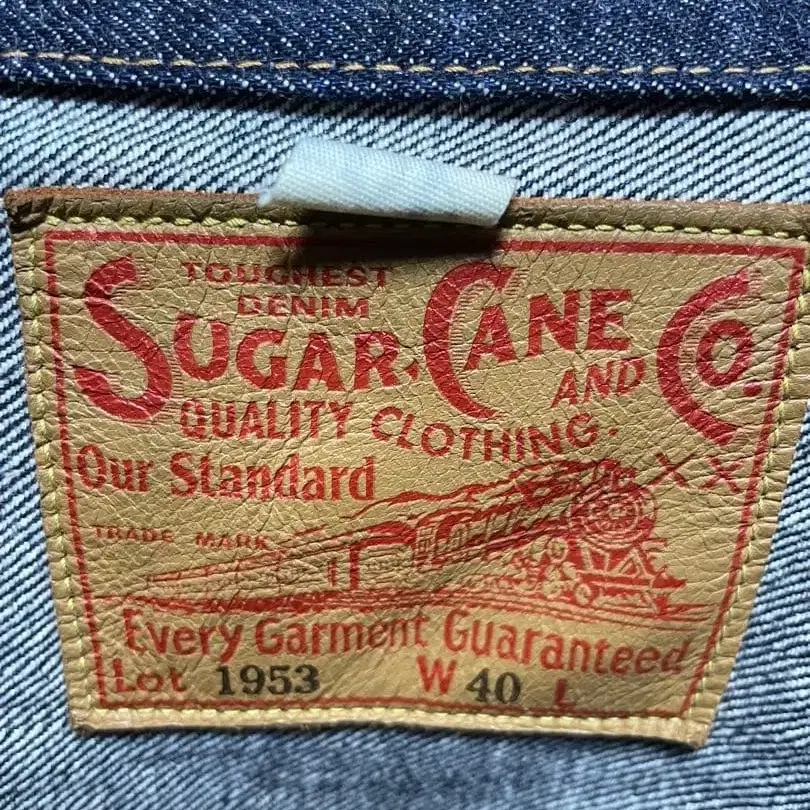 TOUGHEST
DENIM
SUGAR CANE AND Co.
QUALITY CLOTHING.
Our Standard XX
TRADE MARK
Every Garment Guaranteed
Lot 1953 W 40 L